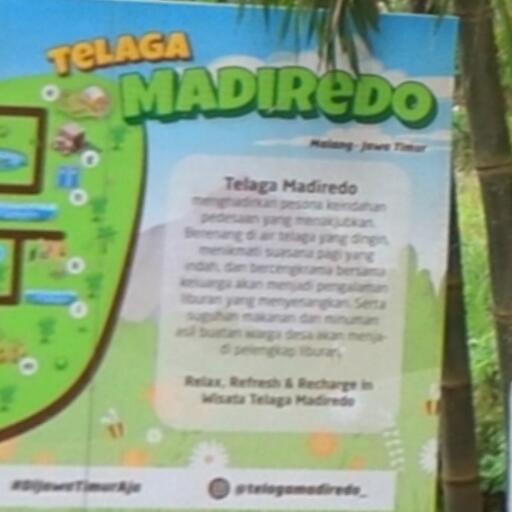 TELAGA
MADIREDO
Malang - Jawa Timur
Telaga Madiredo
menghadirkan pesona keindahan
pedesaan yang menakjubkan.
Berenang di air telaga yang dingin,
menikmati suasana pagi yang
indah, dan bercengkrama bersama
keluarga akan menjadi pengalaman
liburan yang menyenangkan. Serta
suguhan makanan dan minuman
asli buatan warga desa akan menja-
di pelengkap liburan.
Relax, Refresh & Recharge in
Wisata Telaga Madiredo
#DiJawaTimurAja
@telagamadiredo_